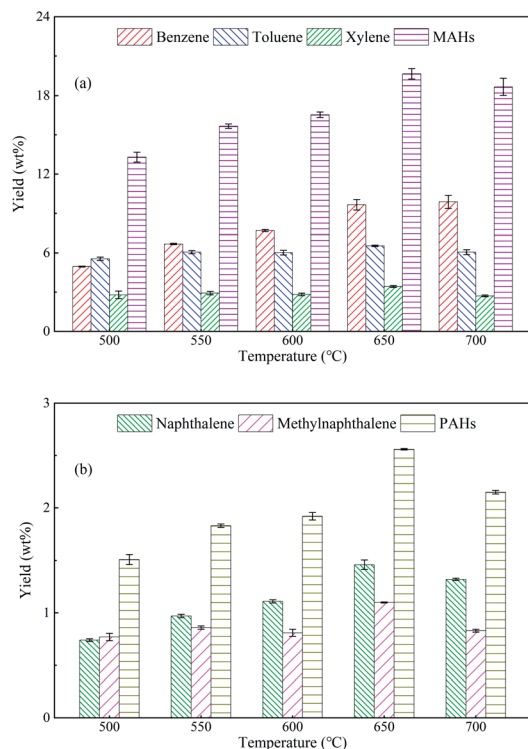 Benzene Toluene Xylene MAHs
(a)
Yield (wt%)
24
18
12
6
0
500 550 600 650 700
Temperature (℃)
Naphthalene Methylnaphthalene PAHs
(b)
Yield (wt%)
3
2
1
0
500 550 600 650 700
Temperature (℃)